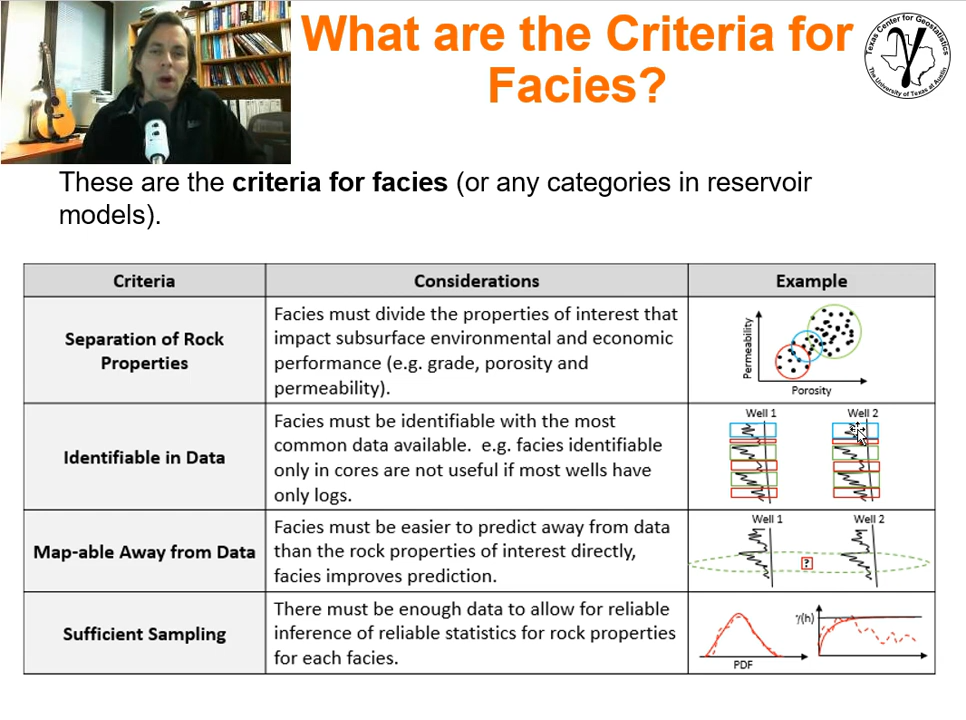 What are the Criteria for
Facies?
Texas Center for Geostatistics
The University of Texas at Austin
These are the criteria for facies (or any categories in reservoir
models).
Criteria
Considerations
Example
Separation of Rock
Properties
Facies must divide the properties of interest that
impact subsurface environmental and economic
performance (e.g. grade, porosity and
permeability).
Permeability
Porosity
Identifiable in Data
Facies must be identifiable with the most
common data available.  e.g. facies identifiable
only in cores are not useful if most wells have
only logs.
Well 1
Well 2
Map-able Away from Data
Facies must be easier to predict away from data
than the rock properties of interest directly,
facies improves prediction.
Well 1
Well 2
?
Sufficient Sampling
There must be enough data to allow for reliable
inference of reliable statistics for rock properties
for each facies.
PDF
γ(h)